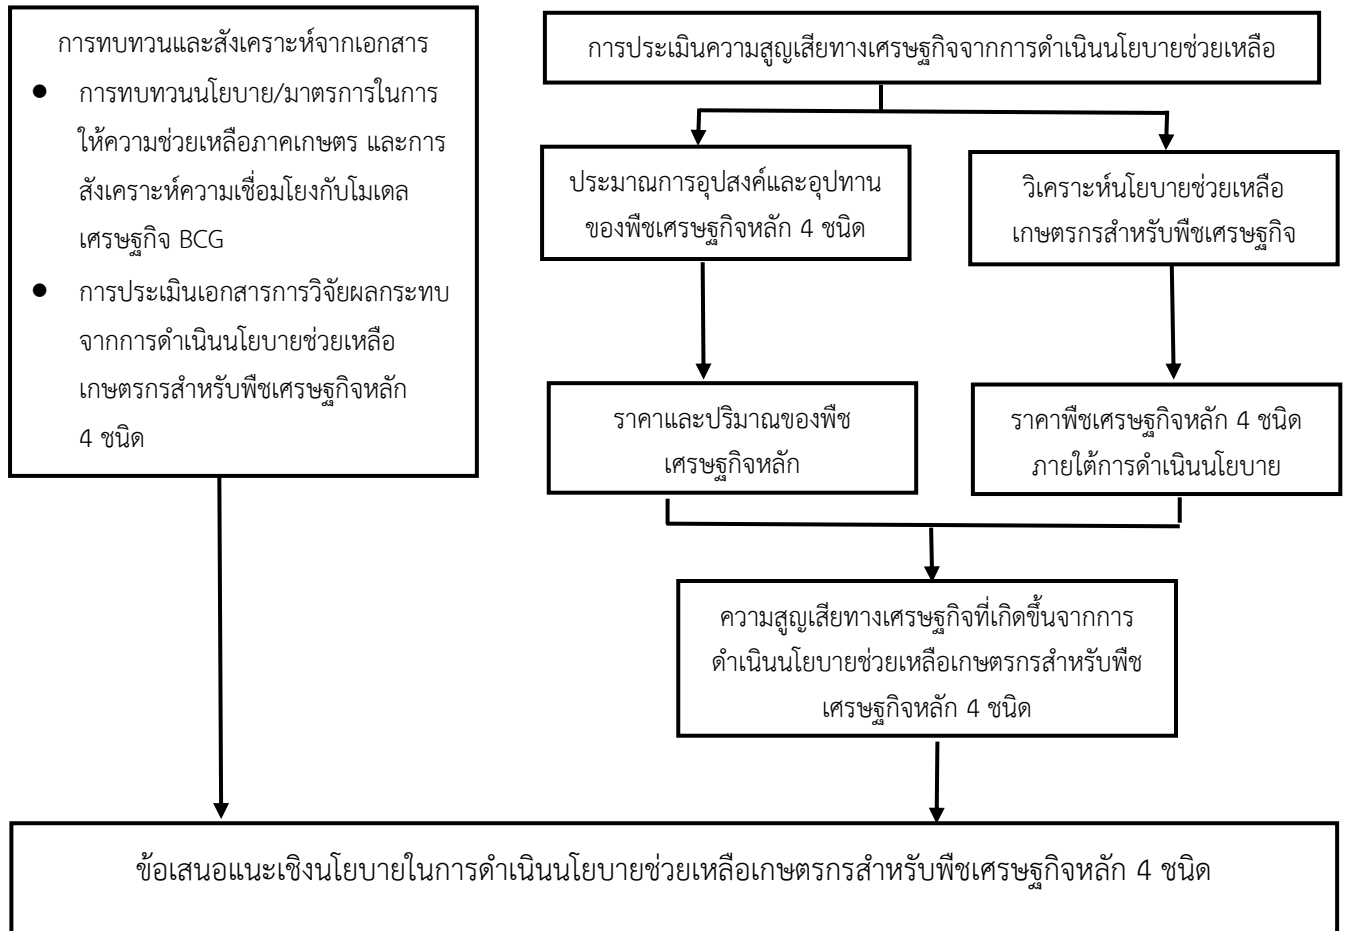 การทบทวนและสังเคราะห์จากเอกสาร
● การทบทวนนโยบาย/มาตรการในการ
ให้ความช่วยเหลือภาคเกษตร และการ
สังเคราะห์ความเชื่อมโยงกับโมเดล
เศรษฐกิจ BCG
● การประเมินเอกสารการวิจัยผลกระทบ
จากการดำเนินนโยบายช่วยเหลือ
เกษตรกรสำหรับพืชเศรษฐกิจหลัก
4 ชนิด
การประเมินความสูญเสียทางเศรษฐกิจจากการดำเนินนโยบายช่วยเหลือ
ประมาณการอุปสงค์และอุปทาน
ของพืชเศรษฐกิจหลัก 4 ชนิด
วิเคราะห์นโยบายช่วยเหลือ
เกษตรกรสำหรับพืชเศรษฐกิจ
ราคาและปริมาณของพืช
เศรษฐกิจหลัก
ราคาพืชเศรษฐกิจหลัก 4 ชนิด
ภายใต้การดำเนินนโยบาย
ความสูญเสียทางเศรษฐกิจที่เกิดขึ้นจากการ
ดำเนินนโยบายช่วยเหลือเกษตรกรสำหรับพืช
เศรษฐกิจหลัก 4 ชนิด
ข้อเสนอแนะเชิงนโยบายในการดำเนินนโยบายช่วยเหลือเกษตรกรสำหรับพืชเศรษฐกิจหลัก 4 ชนิด